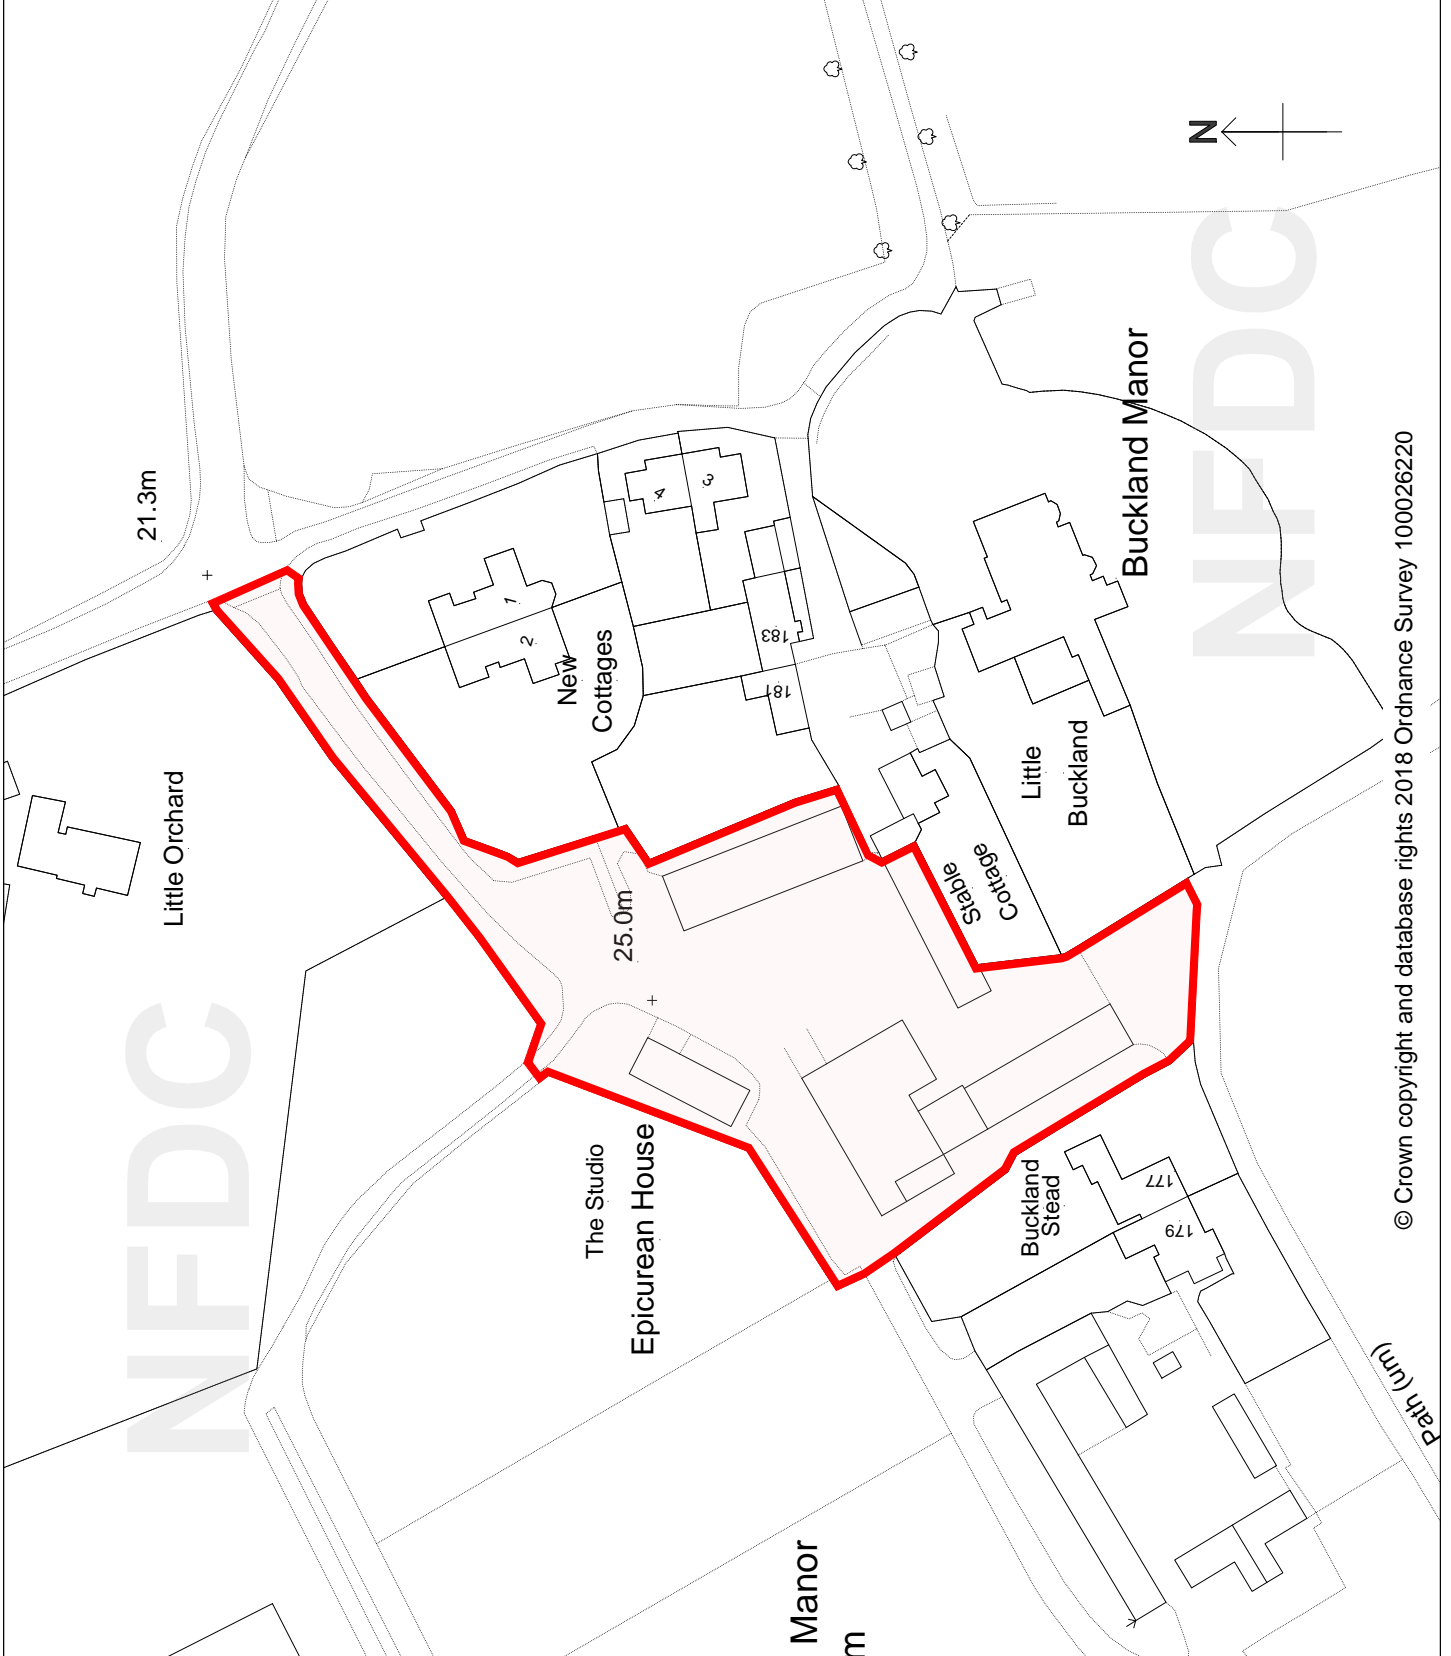 21.3m
Little Orchard
NFDC
New
Cottages
1
2
3
4
183
181
25.0m
The Studio
Epicurean House
Stable
Cottage
Little
Buckland
Buckland Manor
N
NFDC
Buckland
Stead
177
179
Manor
m
Path (um)
© Crown copyright and database rights 2018 Ordnance Survey 100026220